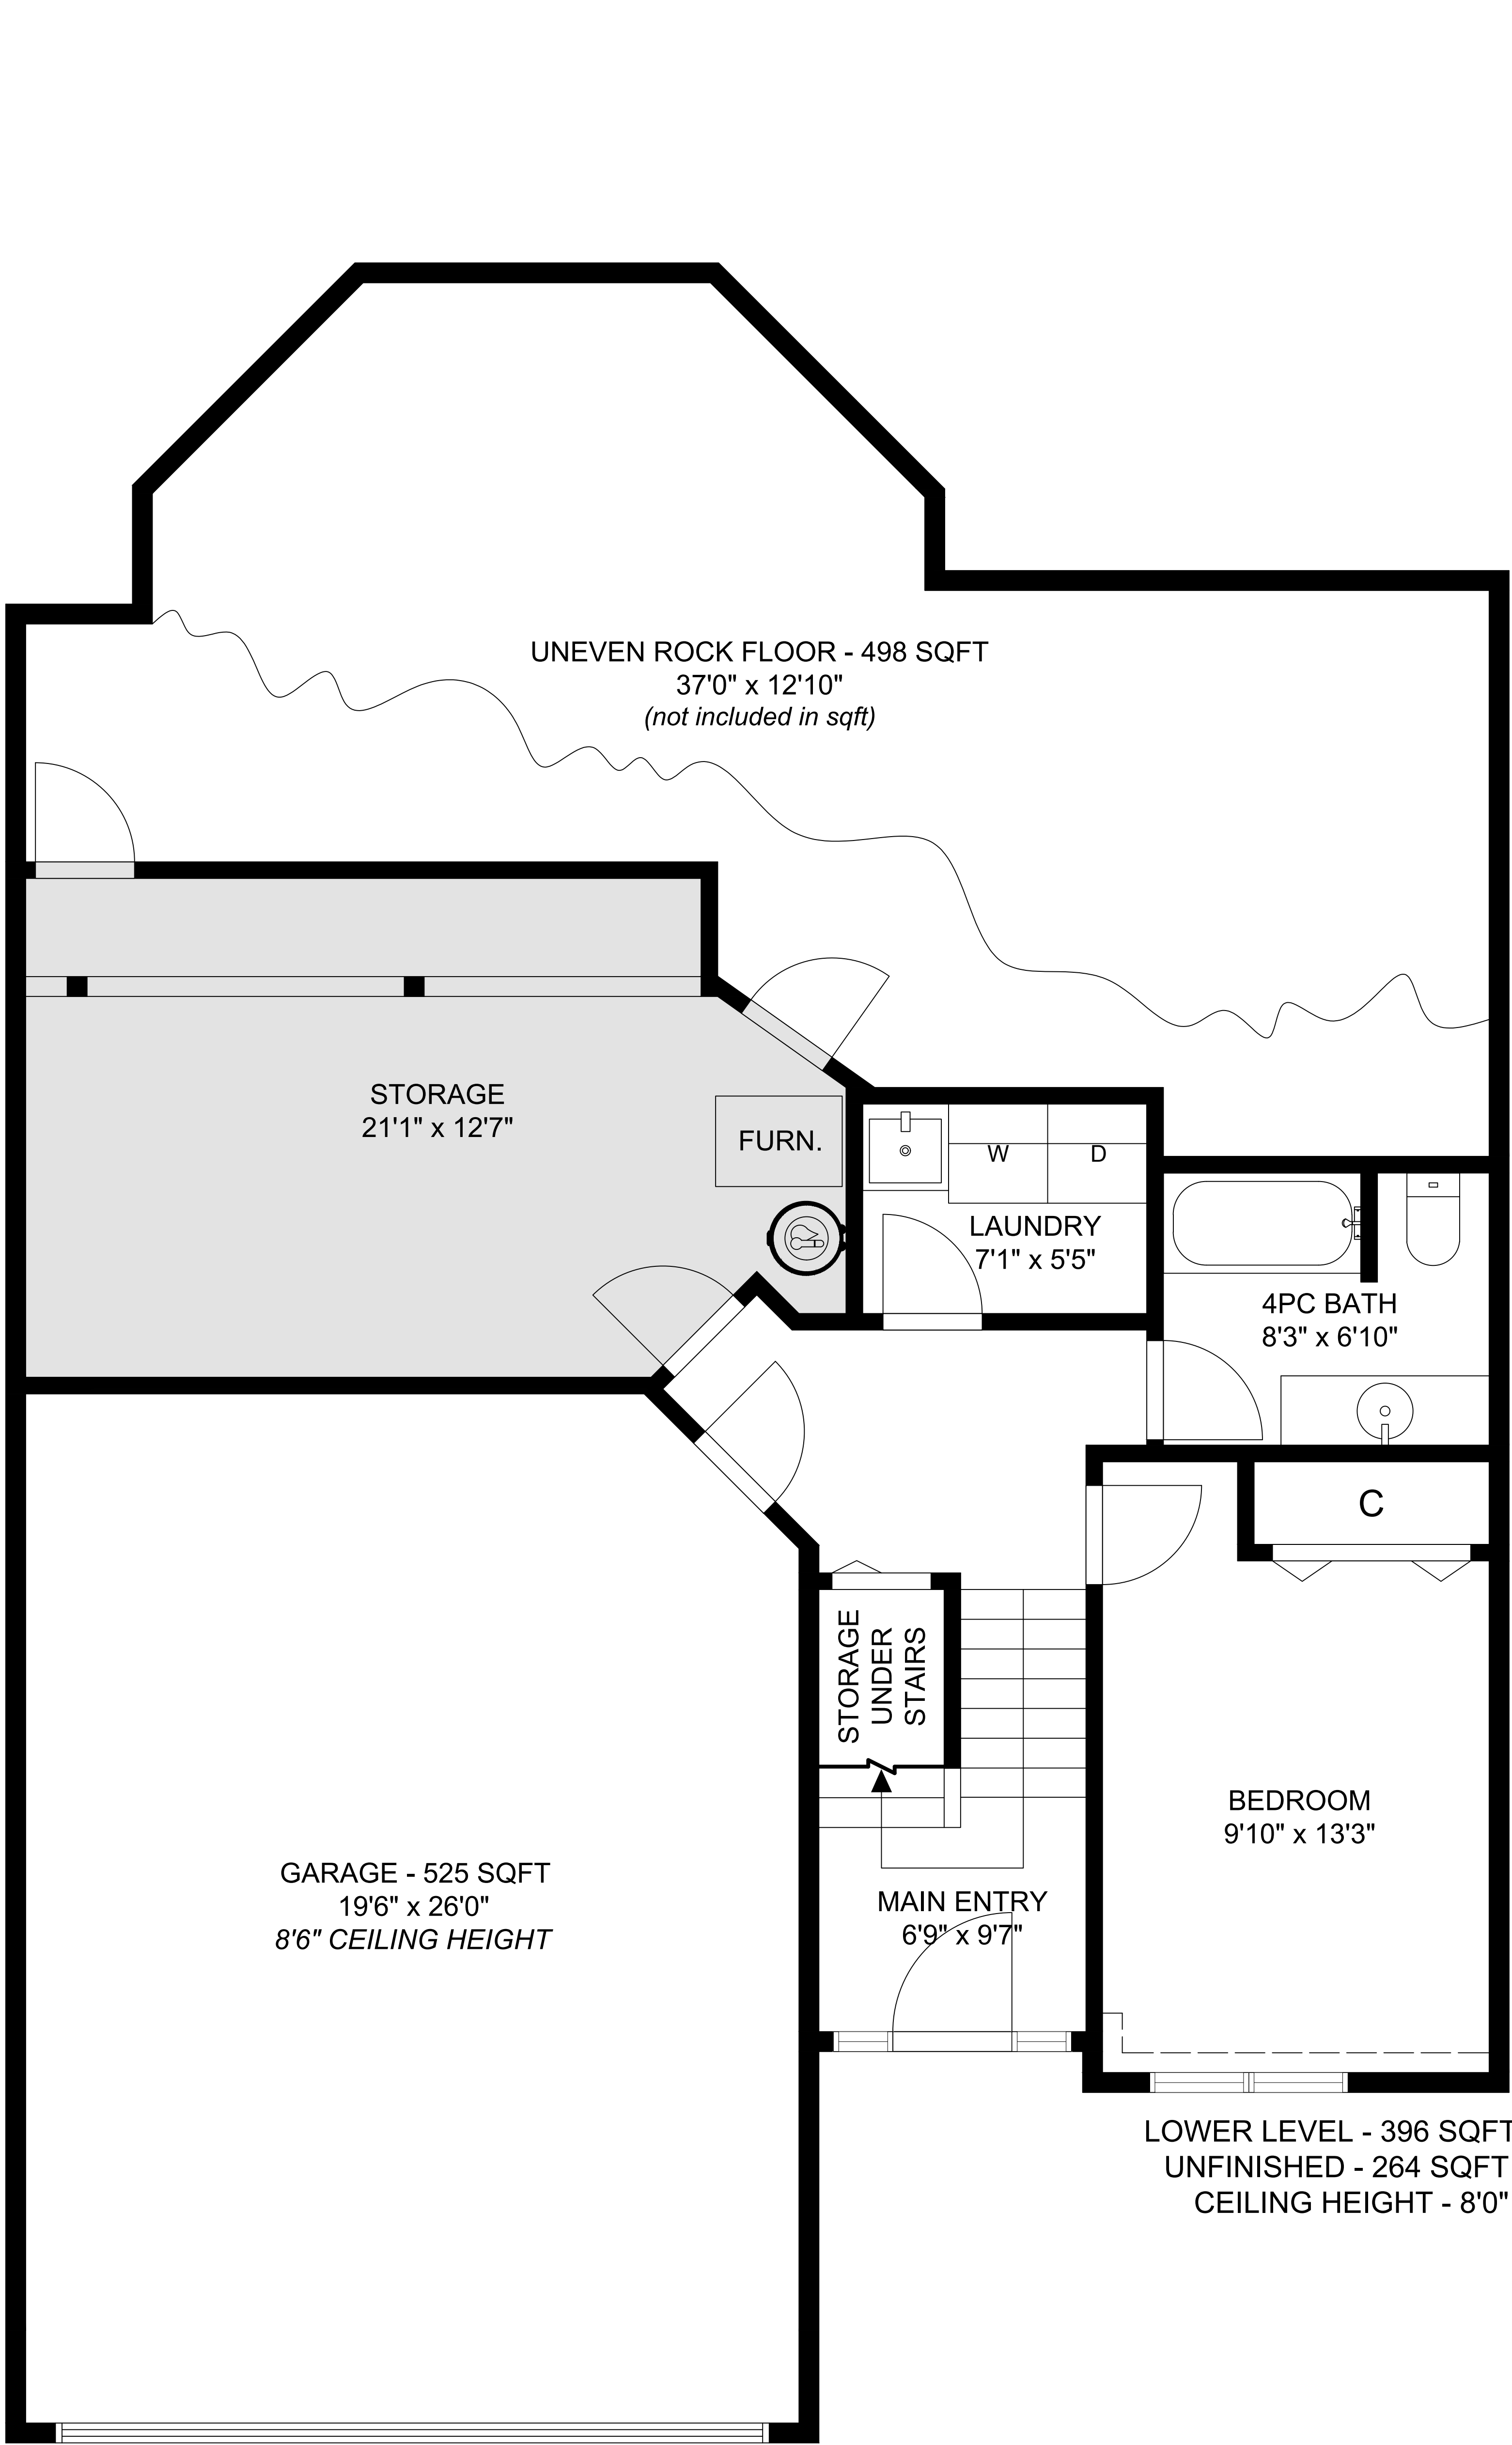 UNEVEN ROCK FLOOR - 498 SQFT
37'0" x 12'10"
(not included in sqft)
STORAGE
21'1" x 12'7"
FURN.
W
D
LAUNDRY
7'1" x 5'5"
4PC BATH
8'3" x 6'10"
C
STORAGE
UNDER
STAIRS
BEDROOM
9'10" x 13'3"
GARAGE - 525 SQFT
19'6" x 26'0"
8'6" CEILING HEIGHT
MAIN ENTRY
6'9" x 9'7"
LOWER LEVEL - 396 SQFT
UNFINISHED - 264 SQFT
CEILING HEIGHT - 8'0"